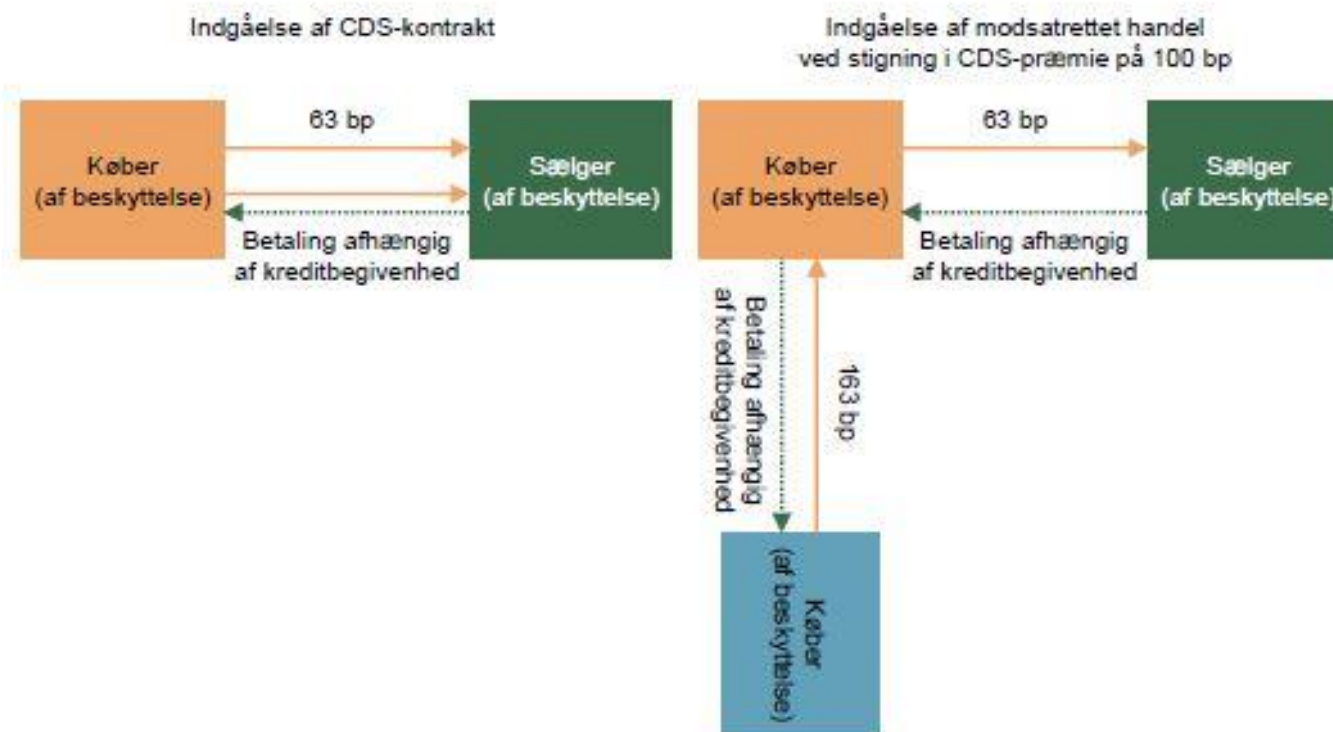 Indgåelse af CDS-kontrakt
63 bp
Køber
(af beskyttelse)
Sælger
(af beskyttelse)
Betaling afhængig
af kreditbegivenhed
Indgåelse af modsatrettet handel
ved stigning i CDS-præmie på 100 bp
63 bp
Køber
(af beskyttelse)
Sælger
(af beskyttelse)
Betaling afhængig
af kreditbegivenhed
Betaling afhængig
af kreditbegivenhed
163 bp
Køber
(af beskyttelse)